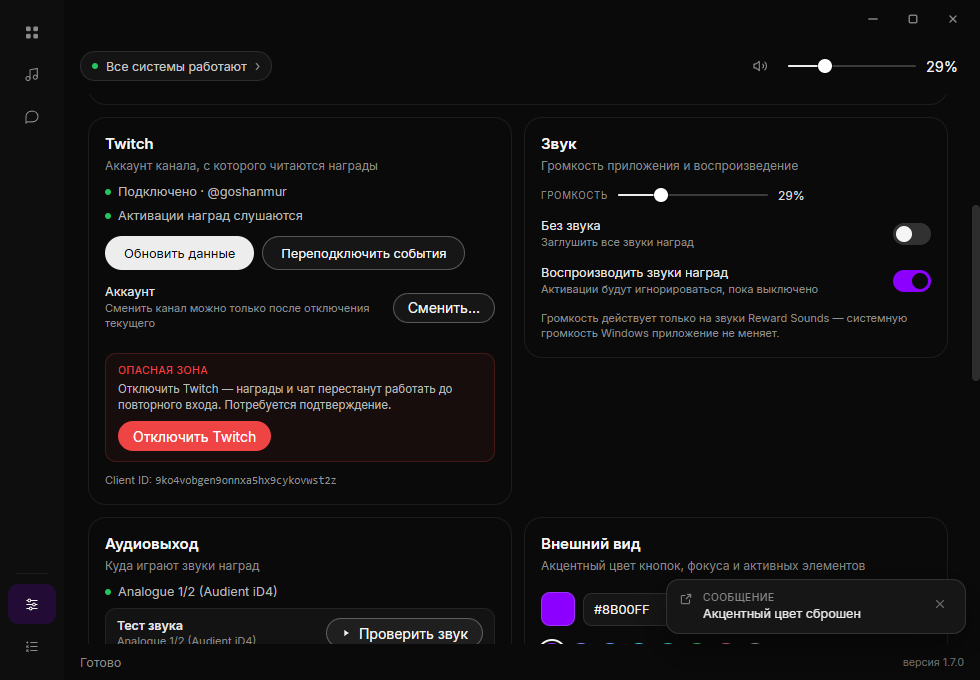 Все системы работают
29%
Twitch
Аккаунт канала, с которого читаются награды
Подключено · @goshanmur
Активации наград слушаются
Обновить данные
Переподключить события
Аккаунт
Сменить канал можно только после отключения
текущего
Сменить...
ОПАСНАЯ ЗОНА
Отключить Twitch — награды и чат перестанут работать до
повторного входа. Потребуется подтверждение.
Отключить Twitch
Client ID: 9ko4vobgen9onnxa5hx9cykovwst2z
Звук
Громкость приложения и воспроизведение
ГРОМКОСТЬ
29%
Без звука
Заглушить все звуки наград
Воспроизводить звуки наград
Активации будут игнорироваться, пока выключено
Громкость действует только на звуки Reward Sounds — системную
громкость Windows приложение не меняет.
Аудиовыход
Куда играют звуки наград
Analogue 1/2 (Audient iD4)
Тест звука
Analogue 1/2 (Audient iD4)
Проверить звук
Внешний вид
Акцентный цвет кнопок, фокуса и активных элементов
#8B00FF
СООБЩЕНИЕ
Акцентный цвет сброшен
Готово
версия 1.7.0